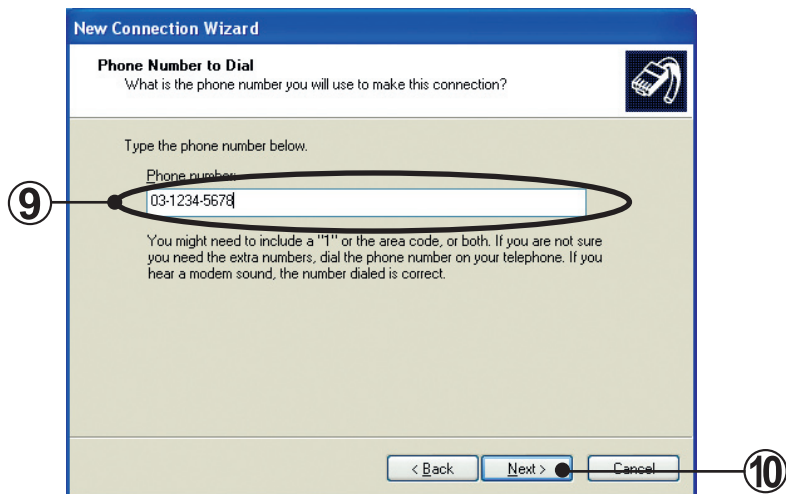 New Connection Wizard
Phone Number to Dial
What is the phone number you will use to make this connection?
Type the phone number below.
Phone number:
⑨
03-1234-5678
You might need to include a "1" or the area code, or both. If you are not sure
you need the extra numbers, dial the phone number on your telephone. If you
hear a modem sound, the number dialed is correct.
< Back Next > Cancel
⑩